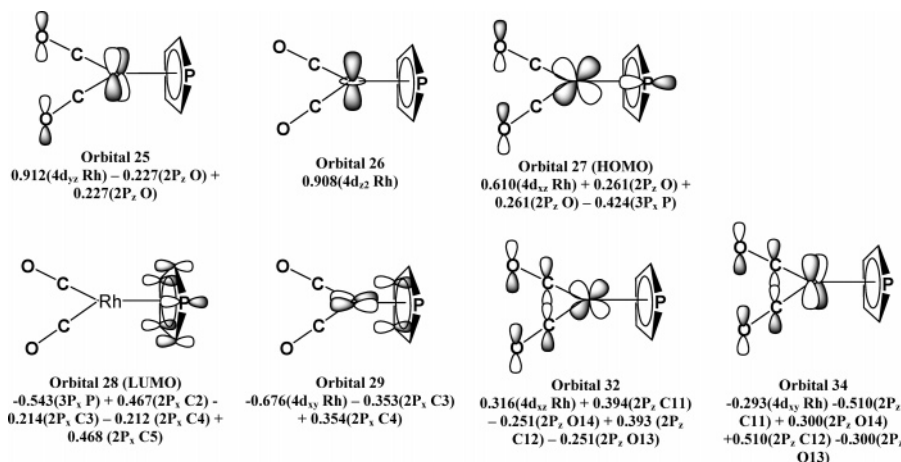 O
C
P
C
O
Orbital 25
0.912(4dyz Rh) – 0.227(2Pz O) +
0.227(2Pz O)
O
C
P
C
O
Orbital 26
0.908(4dz2 Rh)
O
C
P
C
O
Orbital 27 (HOMO)
0.610(4dxz Rh) + 0.261(2Pz O) +
0.261(2Pz O) – 0.424(3Px P)
O
C
Rh
P
C
O
Orbital 28 (LUMO)
-0.543(3Px P) + 0.467(2Px C2) -
0.214(2Px C3) – 0.212 (2Px C4) +
0.468 (2Px C5)
O
C
P
C
O
Orbital 29
-0.676(4dxy Rh) – 0.353(2Px C3)
+ 0.354(2Px C4)
O
C
P
C
O
Orbital 32
0.316(4dxz Rh) + 0.394(2Pz C11)
– 0.251(2Pz O14) + 0.393 (2Pz
C12) – 0.251(2Pz O13)
O
C
P
C
O
Orbital 34
-0.293(4dxy Rh) -0.510(2Pz
C11) + 0.300(2Pz O14)
+0.510(2Pz C12) -0.300(2Pz
O13)